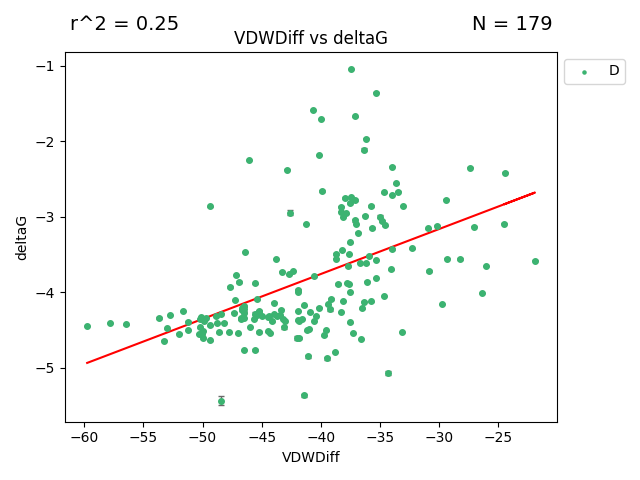 r^2 = 0.25
N = 179
VDWDiff vs deltaG
D
−1
−2
−3
−4
−5
deltaG
−60 −55 −50 −45 −40 −35 −30 −25
VDWDiff